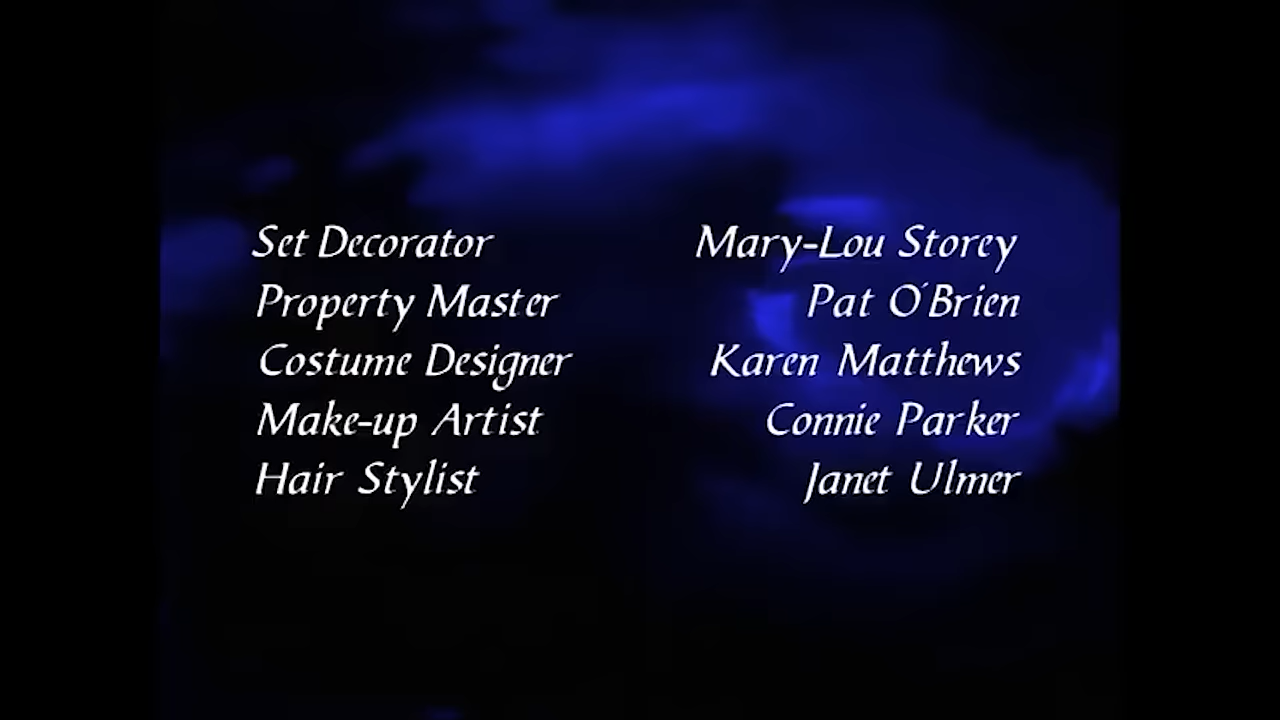 Set Decorator Mary-Lou Storey
Property Master Pat O'Brien
Costume Designer Karen Matthews
Make-up Artist Connie Parker
Hair Stylist Janet Ulmer